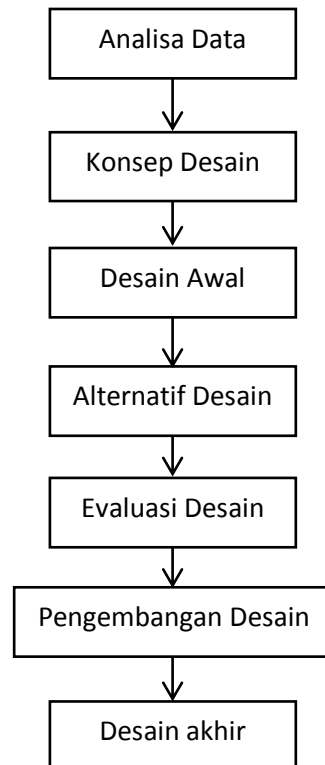 Analisa Data
Konsep Desain
Desain Awal
Alternatif Desain
Evaluasi Desain
Pengembangan Desain
Desain akhir